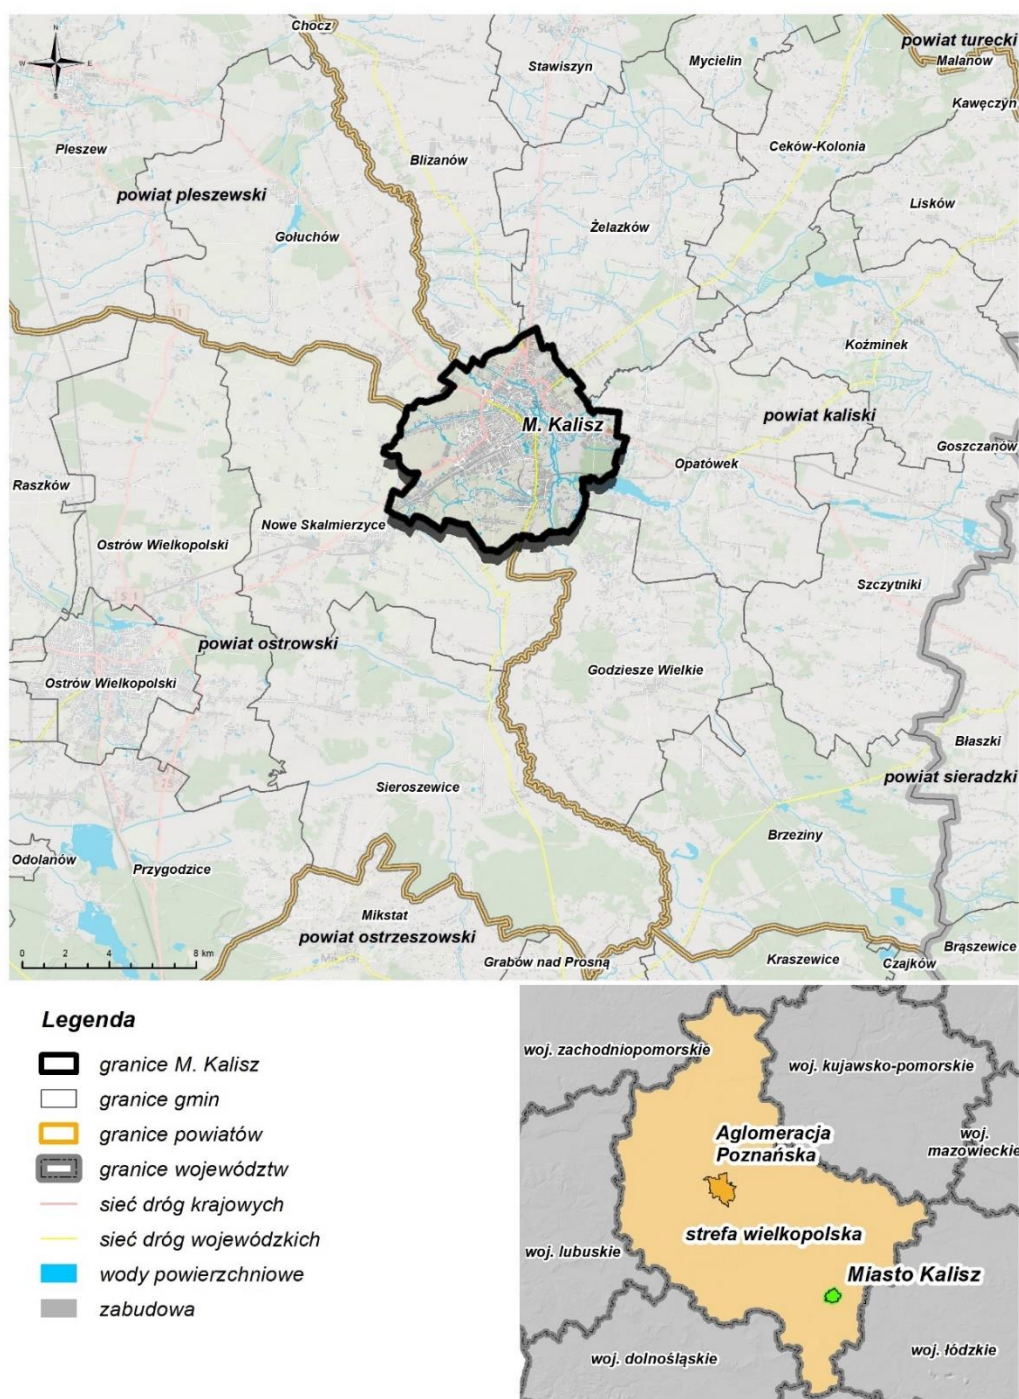 N
W
E
S
Chocz
Stawiszyn
Mycielin
powiat turecki
Malanów
Kawęczyn
Pleszew
Blizanów
Ceków-Kolonia
powiat pleszewski
Lisków
Gołuchów
Żelazków
Koźminek
M. Kalisz
powiat kaliski
Goszczanów
Opatówek
Raszków
Nowe Skalmierzyce
Ostrów Wielkopolski
Szczytniki
powiat ostrowski
Godziesze Wielkie
Ostrów Wielkopolski
Błaszki
powiat sieradzki
Sieroszewice
Brzeziny
Odolanów
Przygodzice
Mikstat
powiat ostrzeszowski
Brąszewice
Grabów nad Prosną
Kraszewice
Czajków
0 2 4 8 km
Legenda
granice M. Kalisz
granice gmin
granice powiatów
granice województw
sieć dróg krajowych
sieć dróg wojewódzkich
wody powierzchniowe
zabudowa
woj. zachodniopomorskie
woj. kujawsko-pomorskie
Aglomeracja
Poznańska
woj.
mazowieckie
strefa wielkopolska
woj. lubuskie
Miasto Kalisz
woj. dolnośląskie
woj. łódzkie